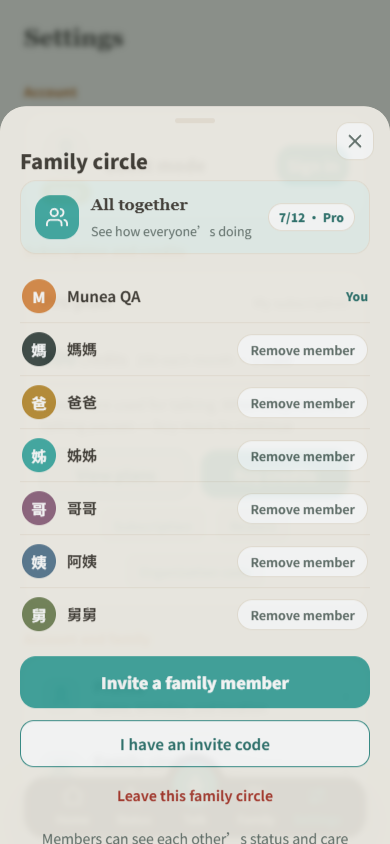 Settings
Account
Family circle
All together
See how everyone’s doing
7/12 • Pro
M
Munea QA
You
媽
媽媽
Remove member
爸
爸爸
Remove member
姊
姊姊
Remove member
哥
哥哥
Remove member
姨
阿姨
Remove member
舅
舅舅
Remove member
Invite a family member
I have an invite code
Leave this family circle
Members can see each other’s status and care